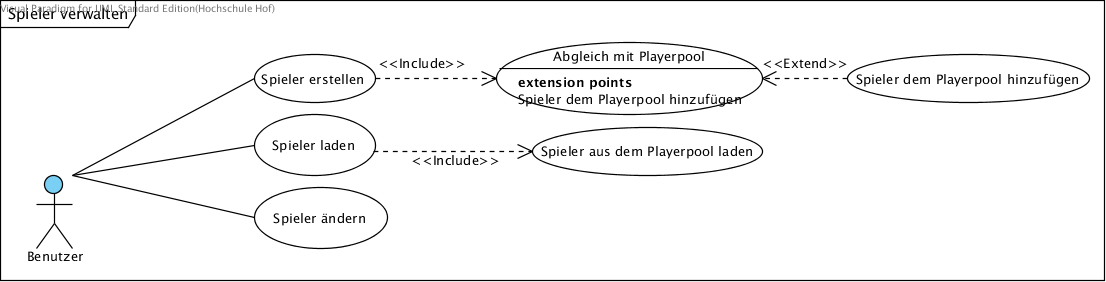 Visual Paradigm for UML Standard Edition(Hochschule Hof)
Spieler verwalten
Spieler erstellen
<<Include>>
Abgleich mit Playerpool
extension points
Spieler dem Playerpool hinzufügen
<<Extend>>
Spieler dem Playerpool hinzufügen
Spieler laden
<<Include>>
Spieler aus dem Playerpool laden
Spieler ändern
Benutzer